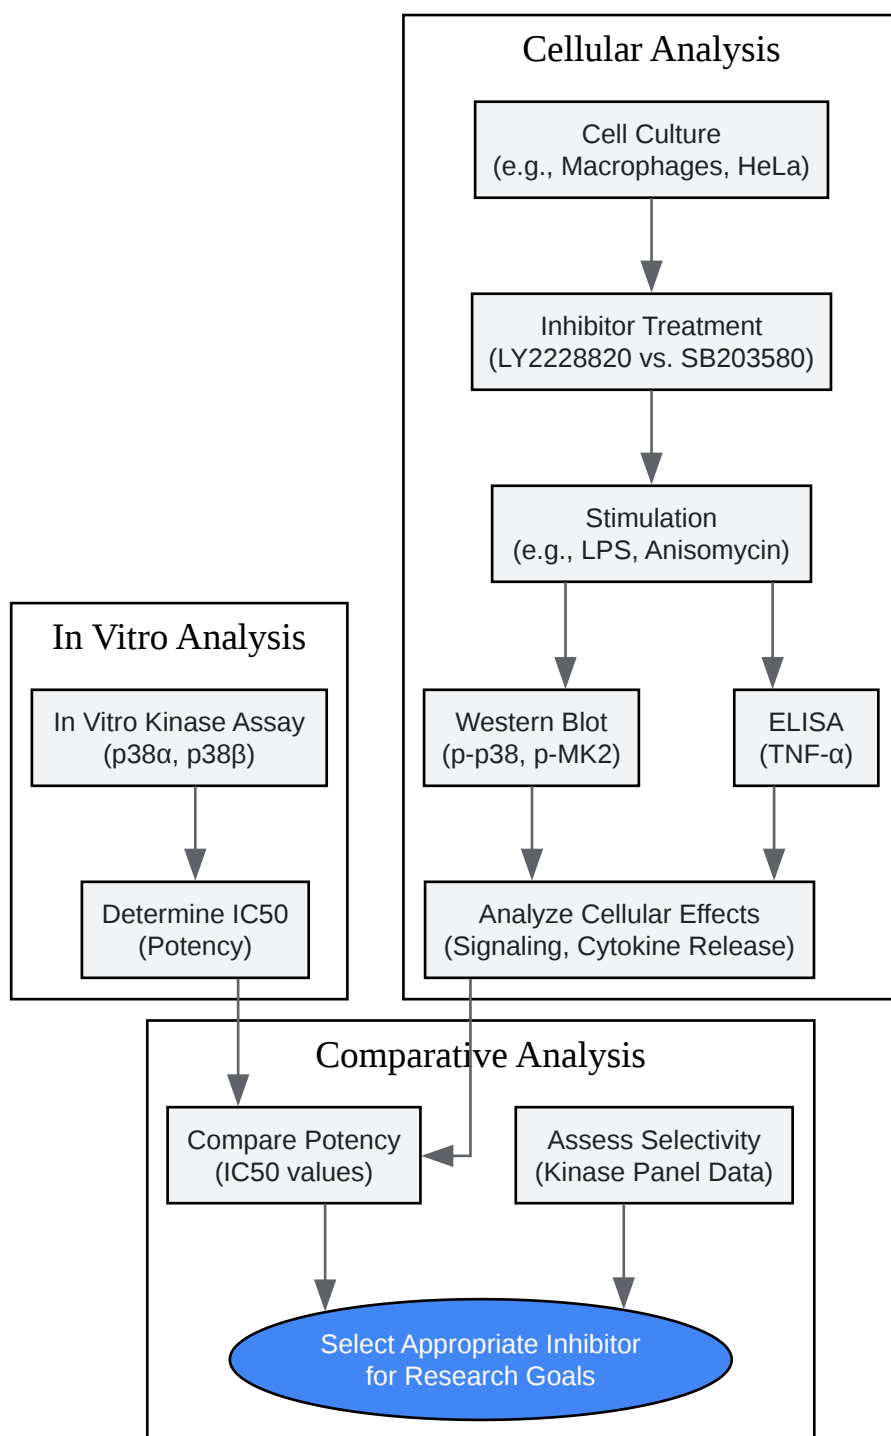 Cellular Analysis
Cell Culture
(e.g., Macrophages, HeLa)
Inhibitor Treatment
(LY2228820 vs. SB203580)
Stimulation
(e.g., LPS, Anisomycin)
In Vitro Analysis
In Vitro Kinase Assay
(p38α, p38β)
Western Blot
(p-p38, p-MK2)
ELISA
(TNF-α)
Determine IC50
(Potency)
Analyze Cellular Effects
(Signaling, Cytokine Release)
Comparative Analysis
Compare Potency
(IC50 values)
Assess Selectivity
(Kinase Panel Data)
Select Appropriate Inhibitor
for Research Goals